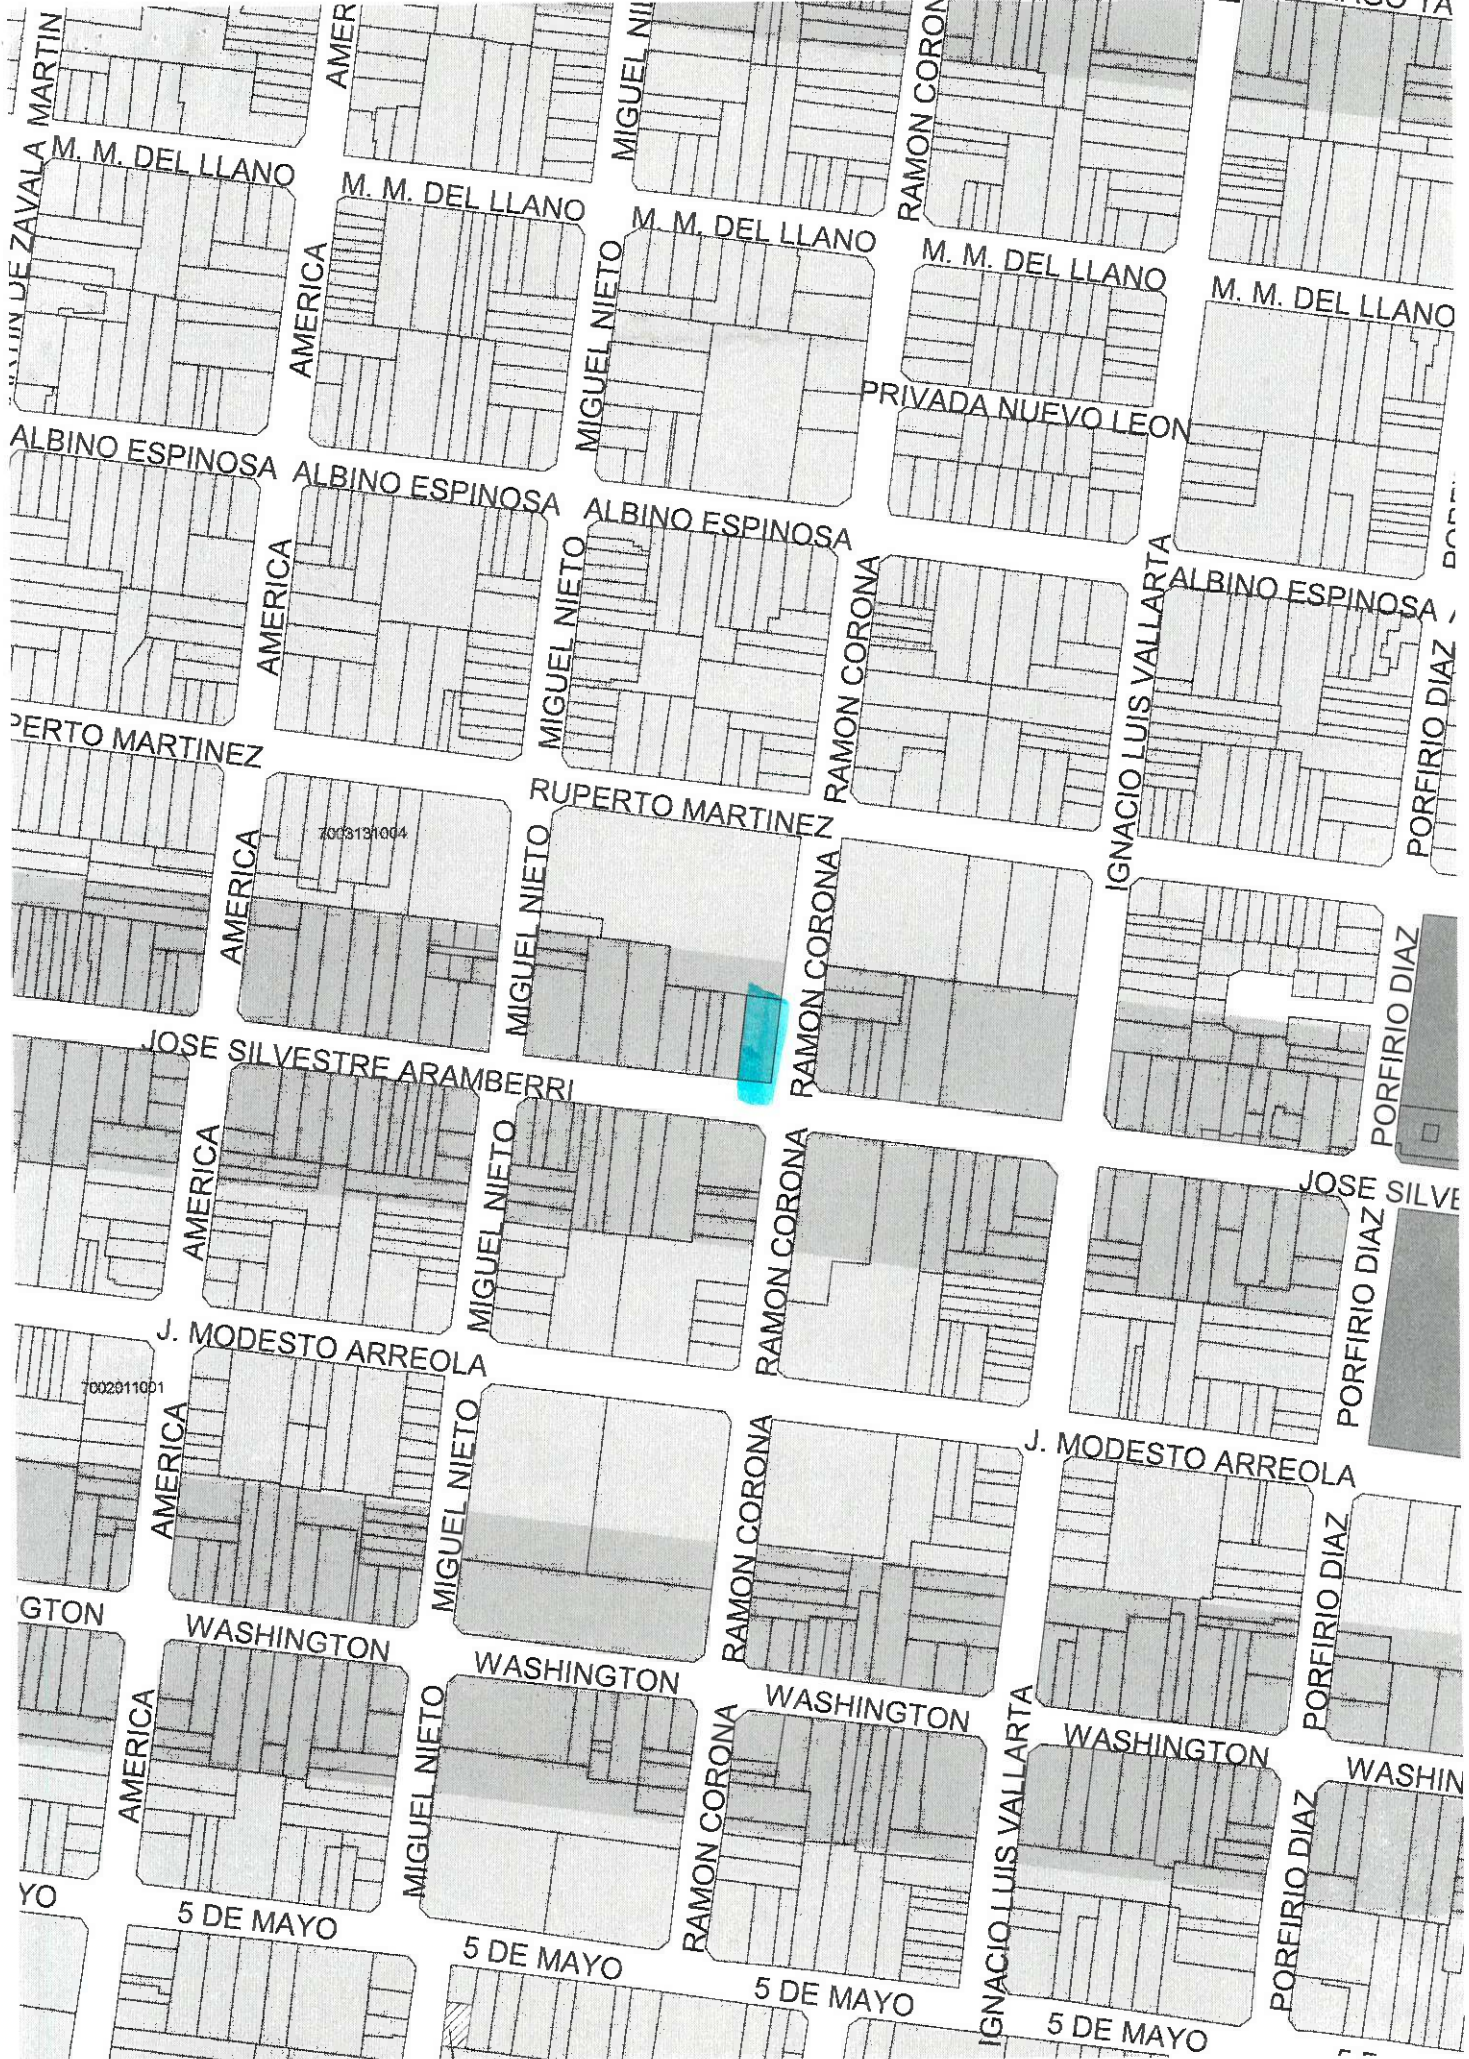 MARTIN
AMER
MIGUEL NI
RAMON CORON
M. M. DEL LLANO
M. M. DEL LLANO
M. M. DEL LLANO
M. M. DEL LLANO
M. M. DEL LLANO
DE ZAVALA
AMERICA
MIGUEL NIETO
PRIVADA NUEVO LEON
ALBINO ESPINOSA
ALBINO ESPINOSA
ALBINO ESPINOSA
ALBINO ESPINOSA
AMERICA
MIGUEL NIETO
RAMON CORONA
IGNACIO LUIS VALLARTA
PORFIRIO DIAZ
PERTO MARTINEZ
RUPERTO MARTINEZ
7003131004
AMERICA
MIGUEL NIETO
RAMON CORONA
PORFIRIO DIAZ
JOSE SILVESTRE ARAMBERRI
JOSE SILVE
AMERICA
MIGUEL NIETO
RAMON CORONA
PORFIRIO DIAZ
J. MODESTO ARREOLA
J. MODESTO ARREOLA
7002011001
AMERICA
MIGUEL NIETO
RAMON CORONA
PORFIRIO DIAZ
GTON
WASHINGTON
WASHINGTON
WASHINGTON
WASHINGTON
WASHIN
AMERICA
MIGUEL NIETO
RAMON CORONA
IGNACIO LUIS VALLARTA
PORFIRIO DIAZ
YO
5 DE MAYO
5 DE MAYO
5 DE MAYO
5 DE MAYO